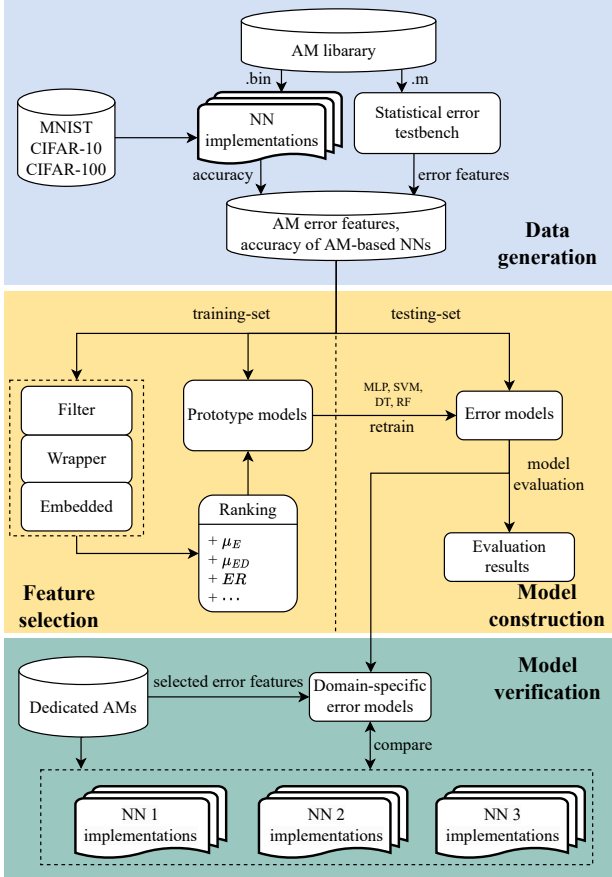 AM libarary
.bin
.m
MNIST
CIFAR-10
CIFAR-100
NN
implementations
Statistical error
testbench
accuracy
error features
AM error features,
accuracy of AM-based NNs
Data
generation
training-set
testing-set
Filter
Wrapper
Embedded
Prototype models
MLP, SVM,
DT, RF
retrain
Error models
model
evaluation
Ranking
+ μ_E
+ μ_ED
+ ER
+ ⋯
Evaluation
results
Feature
selection
Model
construction
Model
verification
Dedicated AMs
selected error features
Domain-specific
error models
compare
NN 1
implementations
NN 2
implementations
NN 3
implementations